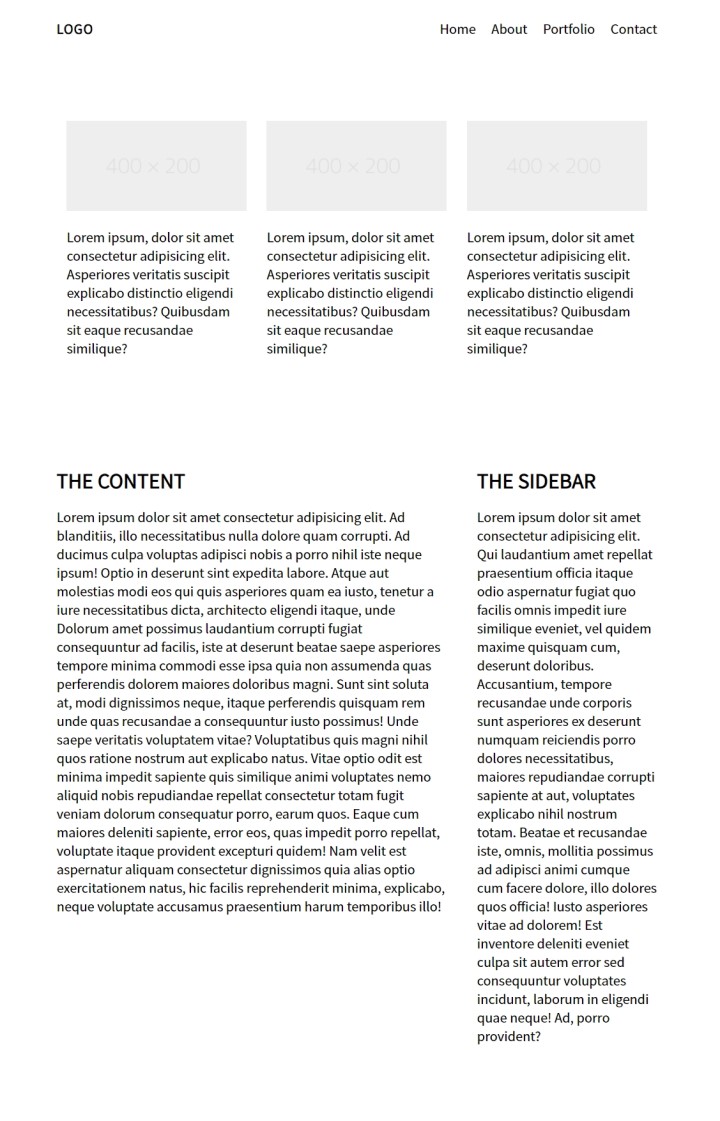 LOGO
Home About Portfolio Contact
400 × 200
400 × 200
400 × 200
Lorem ipsum, dolor sit amet
consectetur adipisicing elit.
Asperiores veritatis suscipit
explicabo distinctio eligendi
necessitatibus? Quibusdam
sit eaque recusandae
similique?
Lorem ipsum, dolor sit amet
consectetur adipisicing elit.
Asperiores veritatis suscipit
explicabo distinctio eligendi
necessitatibus? Quibusdam
sit eaque recusandae
similique?
Lorem ipsum, dolor sit amet
consectetur adipisicing elit.
Asperiores veritatis suscipit
explicabo distinctio eligendi
necessitatibus? Quibusdam
sit eaque recusandae
similique?
THE CONTENT
Lorem ipsum dolor sit amet consectetur adipisicing elit. Ad
blanditiis, illo necessitatibus nulla dolore quam corrupti. Ad
ducimus culpa voluptas adipisci nobis a porro nihil iste neque
ipsum! Optio in deserunt sint expedita labore. Atque aut
molestias modi eos qui quis asperiores quam ea iusto, tenetur a
iure necessitatibus dicta, architecto eligendi itaque, unde
Dolorum amet possimus laudantium corrupti fugiat
consequuntur ad facilis, iste at deserunt beatae saepe asperiores
tempore minima commodi esse ipsa quia non assumenda quas
perferendis dolorem maiores doloribus magni. Sunt sint soluta
at, modi dignissimos neque, itaque perferendis quisquam rem
unde quas recusandae a consequuntur iusto possimus! Unde
saepe veritatis voluptatem vitae? Voluptatibus quis magni nihil
quos ratione nostrum aut explicabo natus. Vitae optio odit est
minima impedit sapiente quis similique animi voluptates nemo
aliquid nobis repudiandae repellat consectetur totam fugit
veniam dolorum consequatur porro, earum quos. Eaque cum
maiores deleniti sapiente, error eos, quas impedit porro repellat,
voluptate itaque provident excepturi quidem! Nam velit est
aspernatur aliquam consectetur dignissimos quia alias optio
exercitationem natus, hic facilis reprehenderit minima, explicabo,
neque voluptate accusamus praesentium harum temporibus illo!
THE SIDEBAR
Lorem ipsum dolor sit amet
consectetur adipisicing elit.
Qui laudantium amet repellat
praesentium officia itaque
odio aspernatur fugiat quo
facilis omnis impedit iure
similique eveniet, vel quidem
maxime quisquam cum,
deserunt doloribus.
Accusantium, tempore
recusandae unde corporis
sunt asperiores ex deserunt
numquam reiciendis porro
dolores necessitatibus,
maiores repudiandae corrupti
sapiente at aut, voluptates
explicabo nihil nostrum
totam. Beatae et recusandae
iste, omnis, mollitia possimus
ad adipisci animi cumque
cum facere dolore, illo dolores
quos officia! Iusto asperiores
vitae ad dolorem! Est
inventore deleniti eveniet
culpa sit autem error sed
consequuntur voluptates
incidunt, laborum in eligendi
quae neque! Ad, porro
provident?